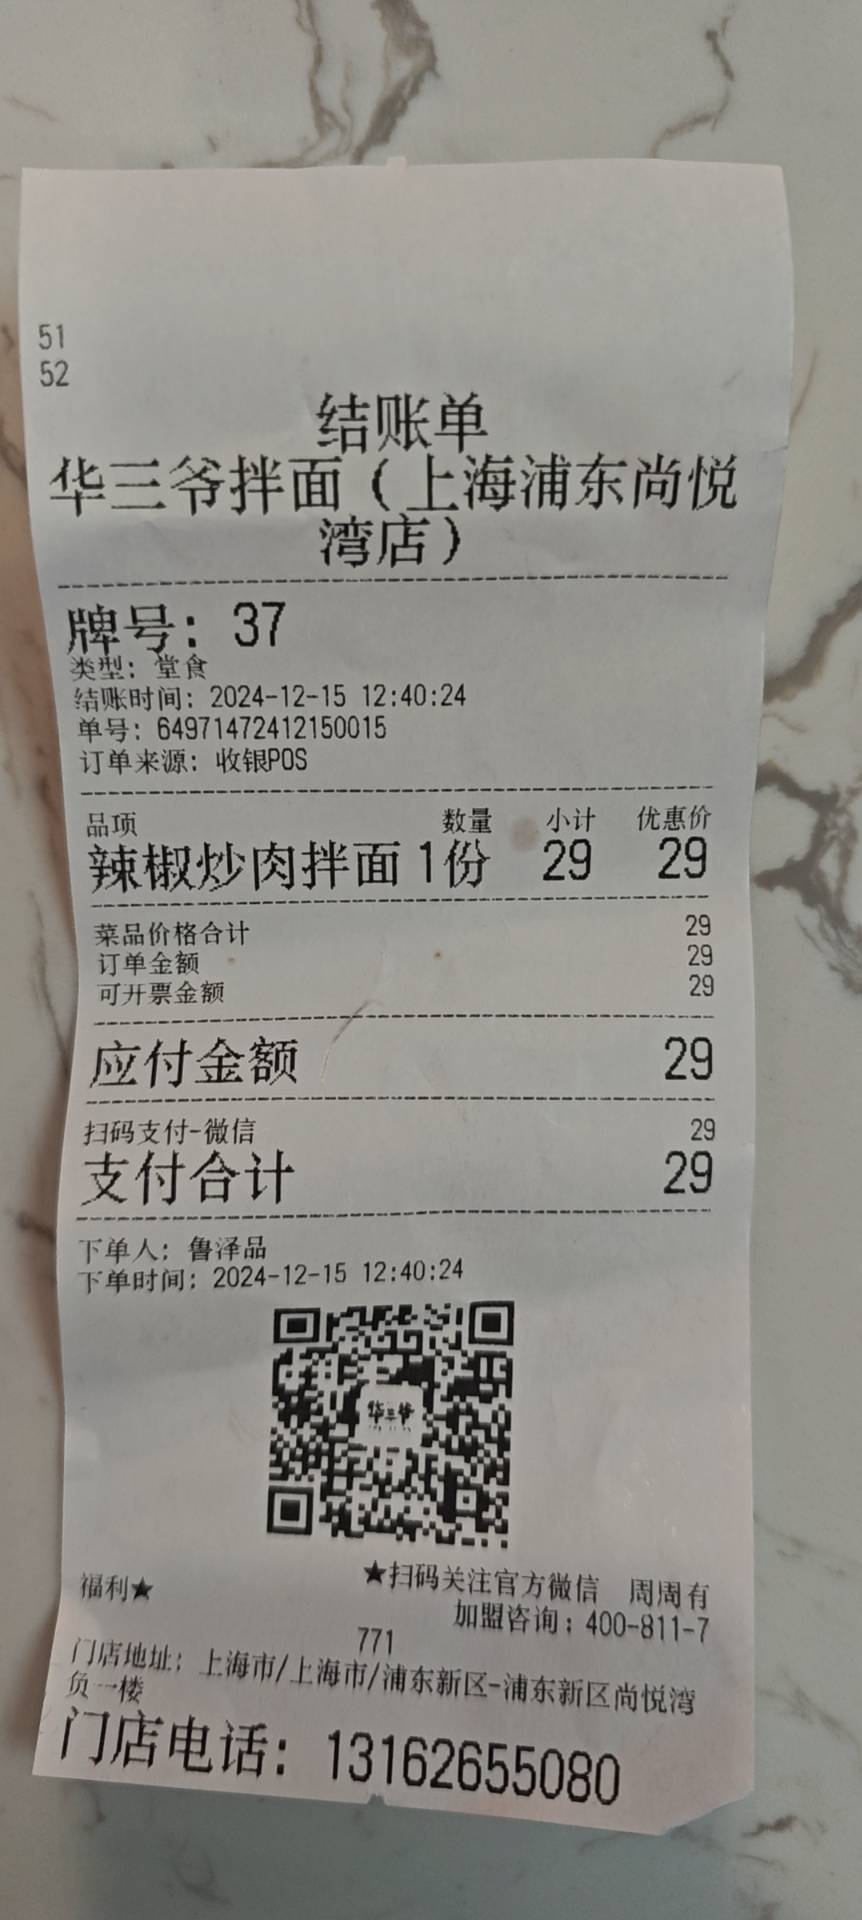 51
52
结账单
华三爷拌面（上海浦东尚悦
湾店）
牌号：37
类型：堂食
结账时间：2024-12-15 12:40:24
单号：64971472412150015
订单来源：收银POS
品项 数量 小计 优惠价
辣椒炒肉拌面 1份 29 29
菜品价格合计 29
订单金额 29
可开票金额 29
应付金额 29
扫码支付-微信 29
支付合计 29
下单人：鲁泽品
下单时间：2024-12-15 12:40:24
华三爷
★扫码关注官方微信 周周有
福利★
加盟咨询：400-811-7
771
门店地址：上海市/上海市/浦东新区-浦东新区尚悦湾
负一楼
门店电话：13162655080